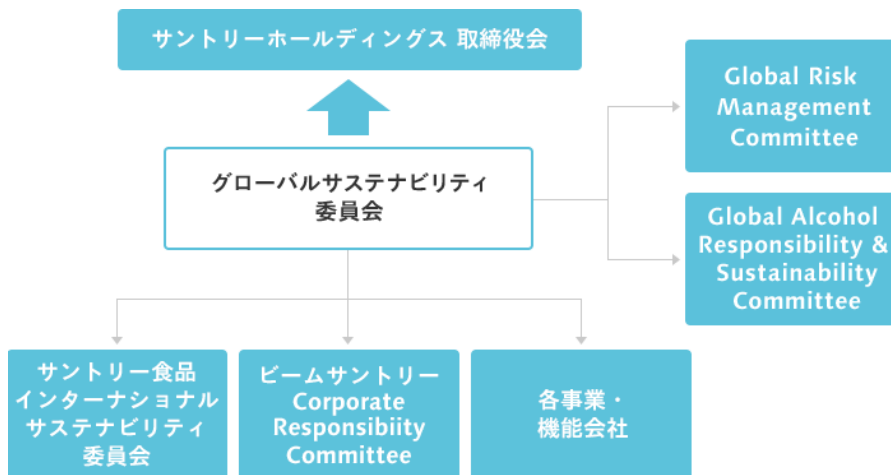 サントリーホールディングス 取締役会
グローバルサステナビリティ
委員会
Global Risk
Management
Committee
Global Alcohol
Responsibility &
Sustainability
Committee
サントリー食品
インターナショナル
サステナビリティ
委員会
ビームサントリー
Corporate
Responsibiity
Committee
各事業・
機能会社